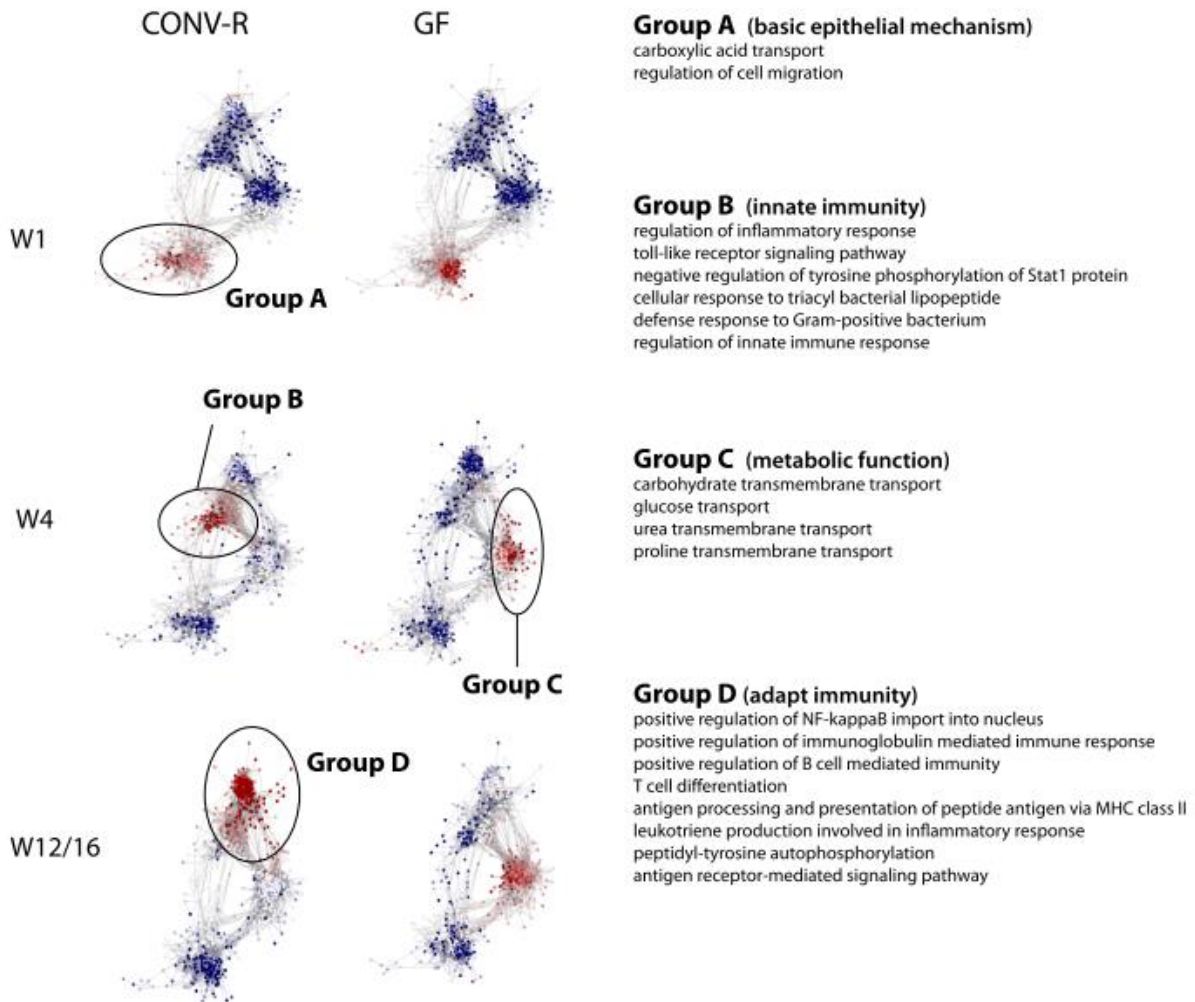 CONV-R
GF
Group A (basic epithelial mechanism)
carboxylic acid transport
regulation of cell migration
W1
Group A
Group B (innate immunity)
regulation of inflammatory response
toll-like receptor signaling pathway
negative regulation of tyrosine phosphorylation of Stat1 protein
cellular response to triacyl bacterial lipopeptide
defense response to Gram-positive bacterium
regulation of innate immune response
Group B
W4
Group C
Group C (metabolic function)
carbohydrate transmembrane transport
glucose transport
urea transmembrane transport
proline transmembrane transport
Group D
W12/16
Group D (adapt immunity)
positive regulation of NF-kappaB import into nucleus
positive regulation of immunoglobulin mediated immune response
positive regulation of B cell mediated immunity
T cell differentiation
antigen processing and presentation of peptide antigen via MHC class II
leukotriene production involved in inflammatory response
peptidyl-tyrosine autophosphorylation
antigen receptor-mediated signaling pathway